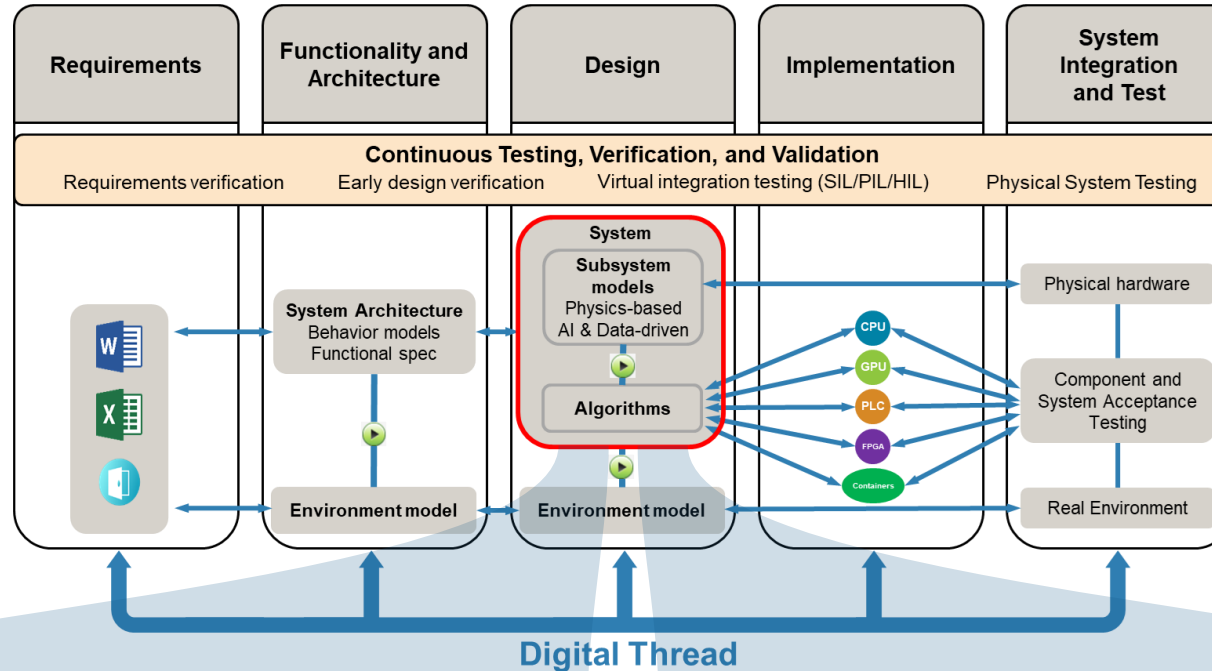 Requirements
Functionality and
Architecture
Design
Implementation
System
Integration
and Test
Continuous Testing, Verification, and Validation
Requirements verification
Early design verification
Virtual integration testing (SIL/PIL/HIL)
Physical System Testing
W
X
System Architecture
Behavior models
Functional spec
Environment model
System
Subsystem
models
Physics-based
AI & Data-driven
Algorithms
Environment model
CPU
GPU
PLC
FPGA
Containers
Physical hardware
Component and
System Acceptance
Testing
Real Environment
Digital Thread